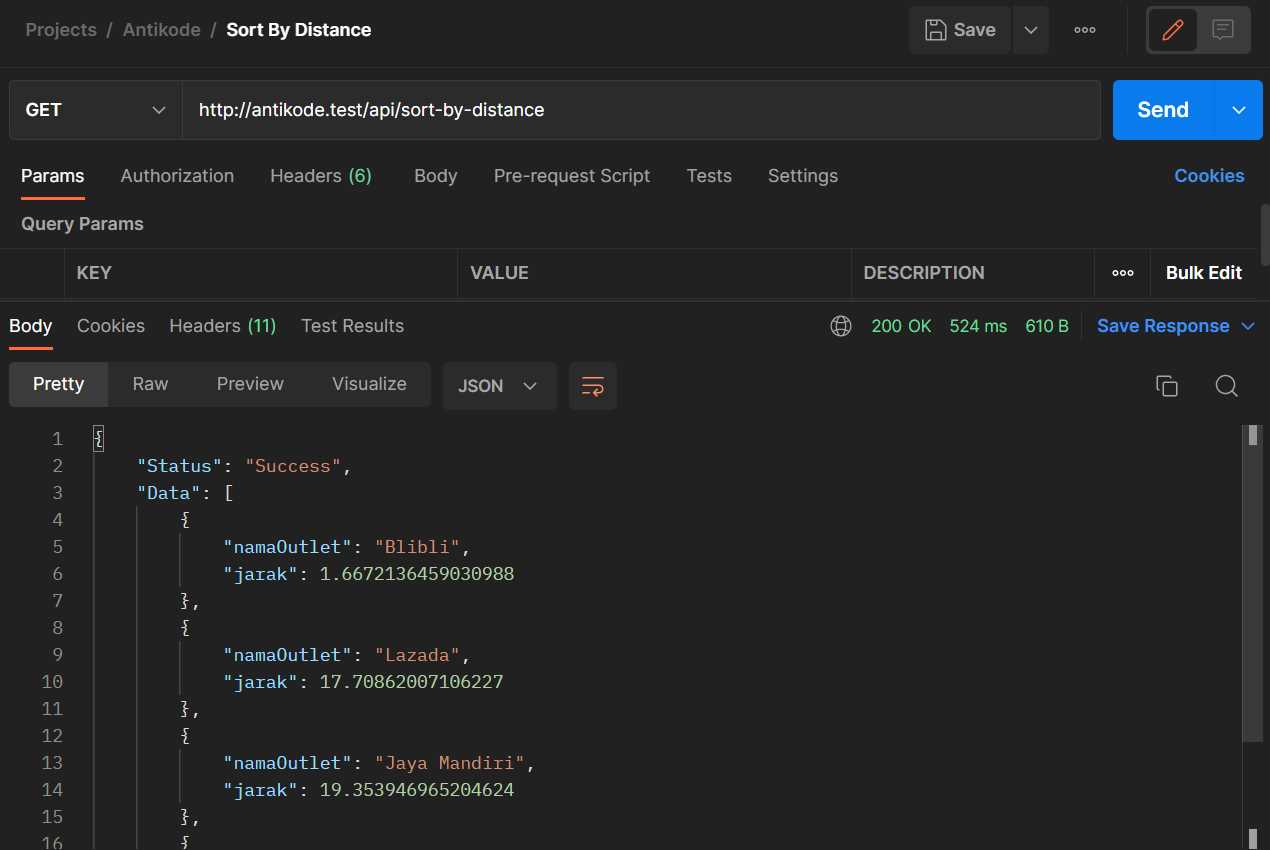 Projects / Antikode / Sort By Distance
Save
GET
http://antikode.test/api/sort-by-distance
Send
Params Authorization Headers (6) Body Pre-request Script Tests Settings Cookies
Query Params
KEY VALUE DESCRIPTION Bulk Edit
Body Cookies Headers (11) Test Results 200 OK 524 ms 610 B Save Response
Pretty Raw Preview Visualize JSON
1 {
2 "Status": "Success",
3 "Data": [
4 {
5 "namaOutlet": "Blibli",
6 "jarak": 1.6672136459030988
7 },
8 {
9 "namaOutlet": "Lazada",
10 "jarak": 17.70862007106227
11 },
12 {
13 "namaOutlet": "Jaya Mandiri",
14 "jarak": 19.353946965204624
15 },
16 {